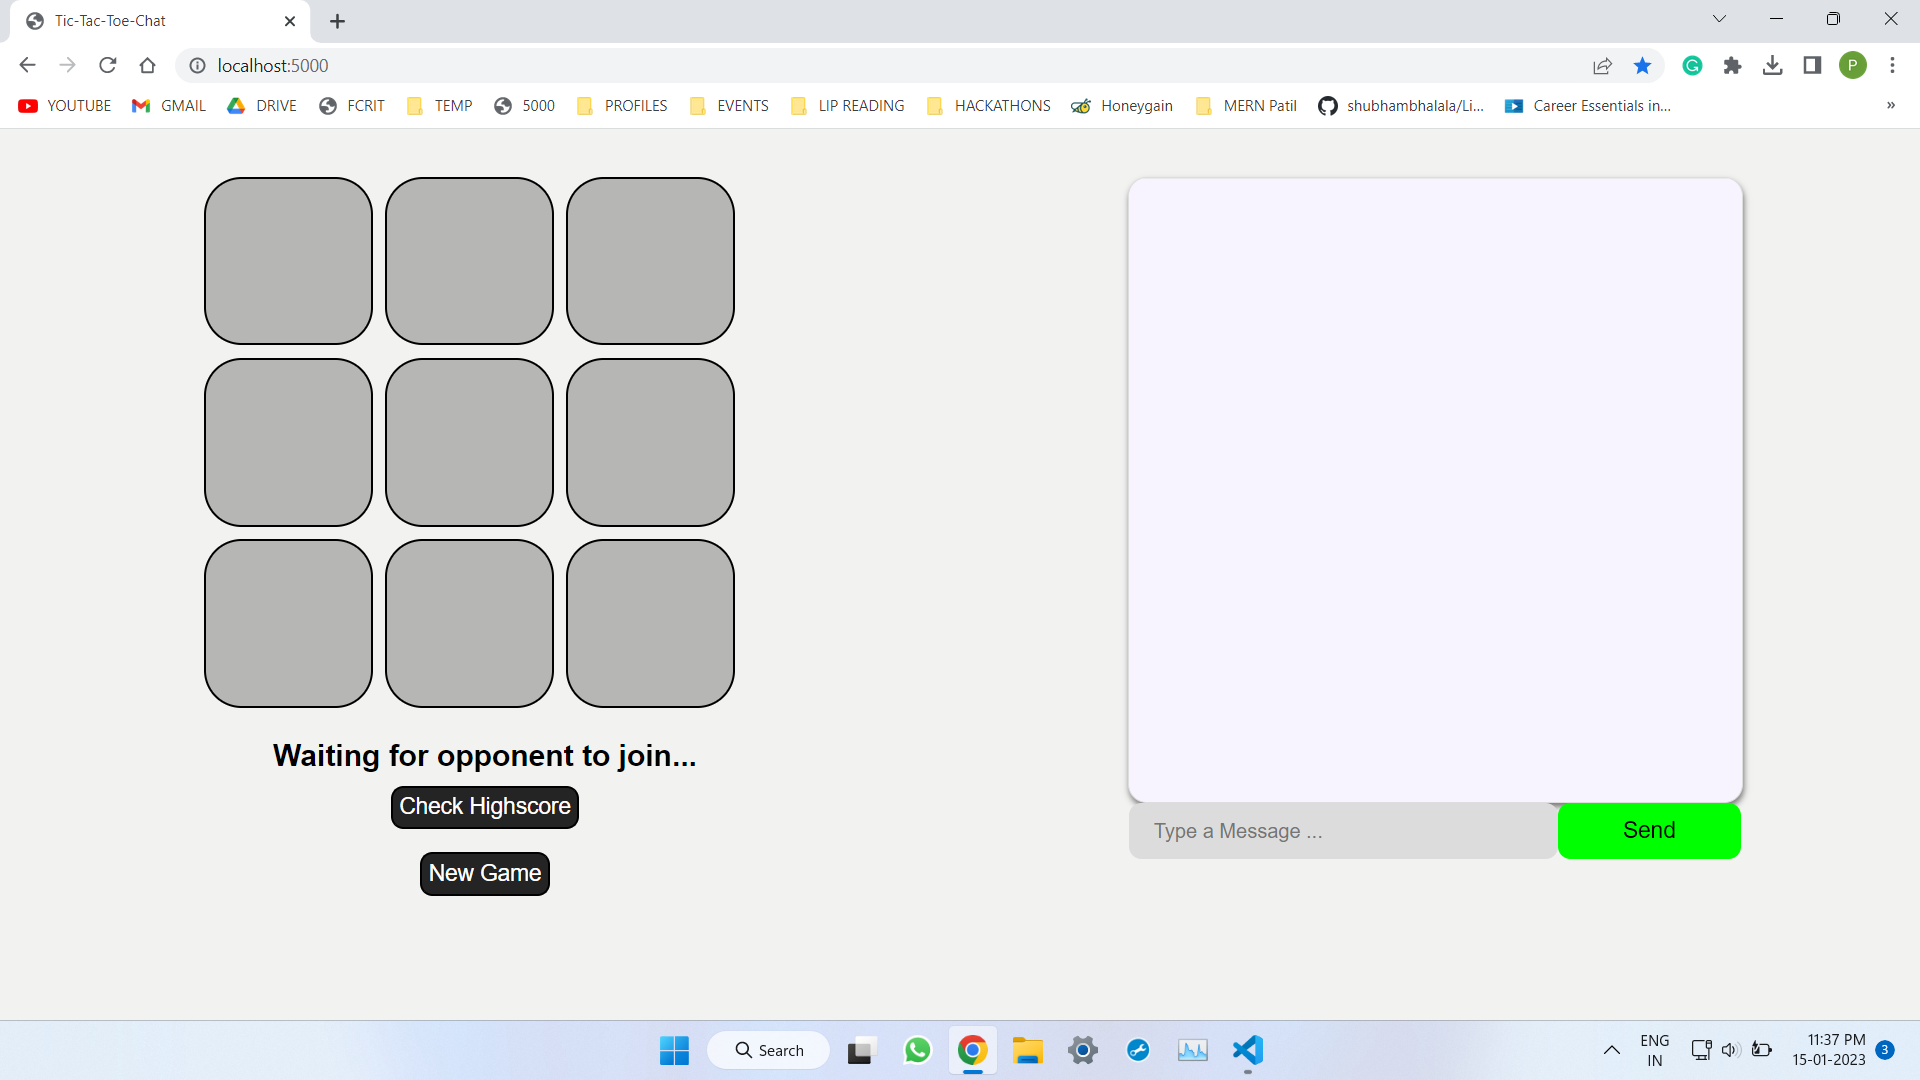 Tic-Tac-Toe-Chat
localhost:5000
P
YOUTUBE GMAIL DRIVE FCRIT TEMP 5000 PROFILES EVENTS LIP READING HACKATHONS Honeygain MERN Patil shubhambhalala/Li... Career Essentials in... »
Waiting for opponent to join...
Check Highscore
New Game
Type a Message ...
Send
Search
ENG
IN
11:37 PM
15-01-2023
3